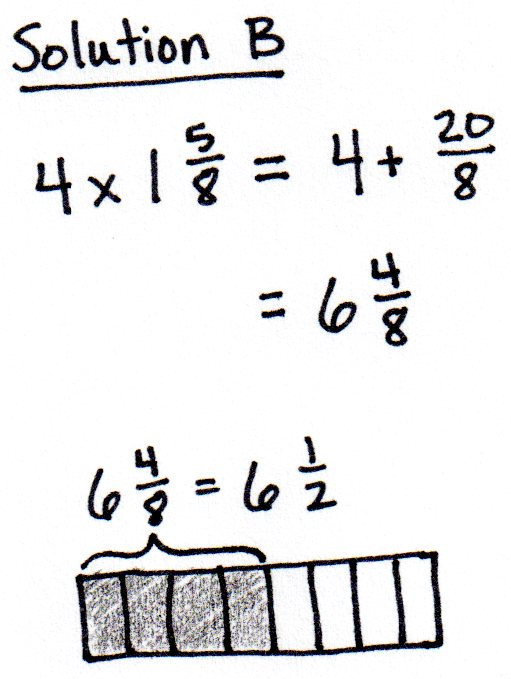 Solution B
4 x 1 5/8 = 4 + 20/8
= 6 4/8
6 4/8 = 6 1/2